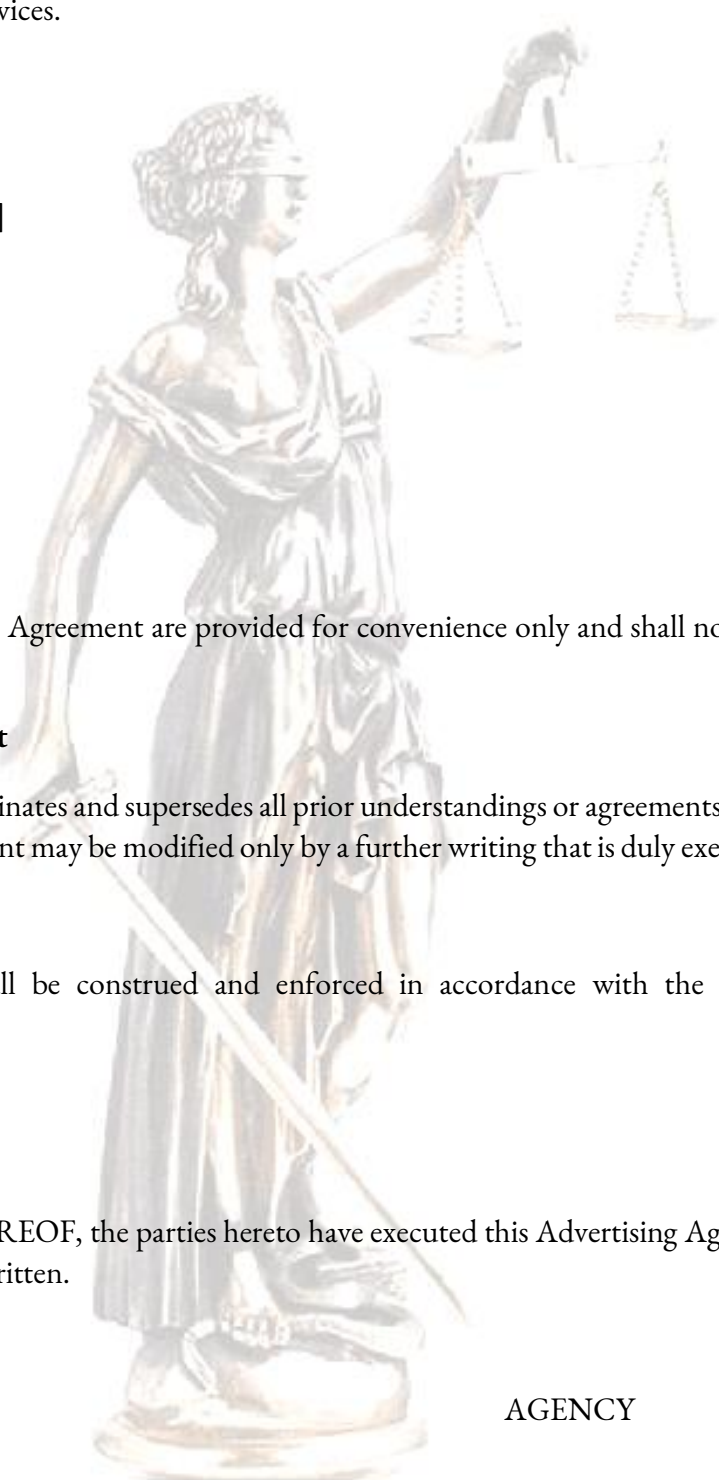 vices.
Agreement are provided for convenience only and shall no
t
inates and supersedes all prior understandings or agreements
nt may be modified only by a further writing that is duly exe
ll be construed and enforced in accordance with the
REOF, the parties hereto have executed this Advertising Ag
ritten.
AGENCY